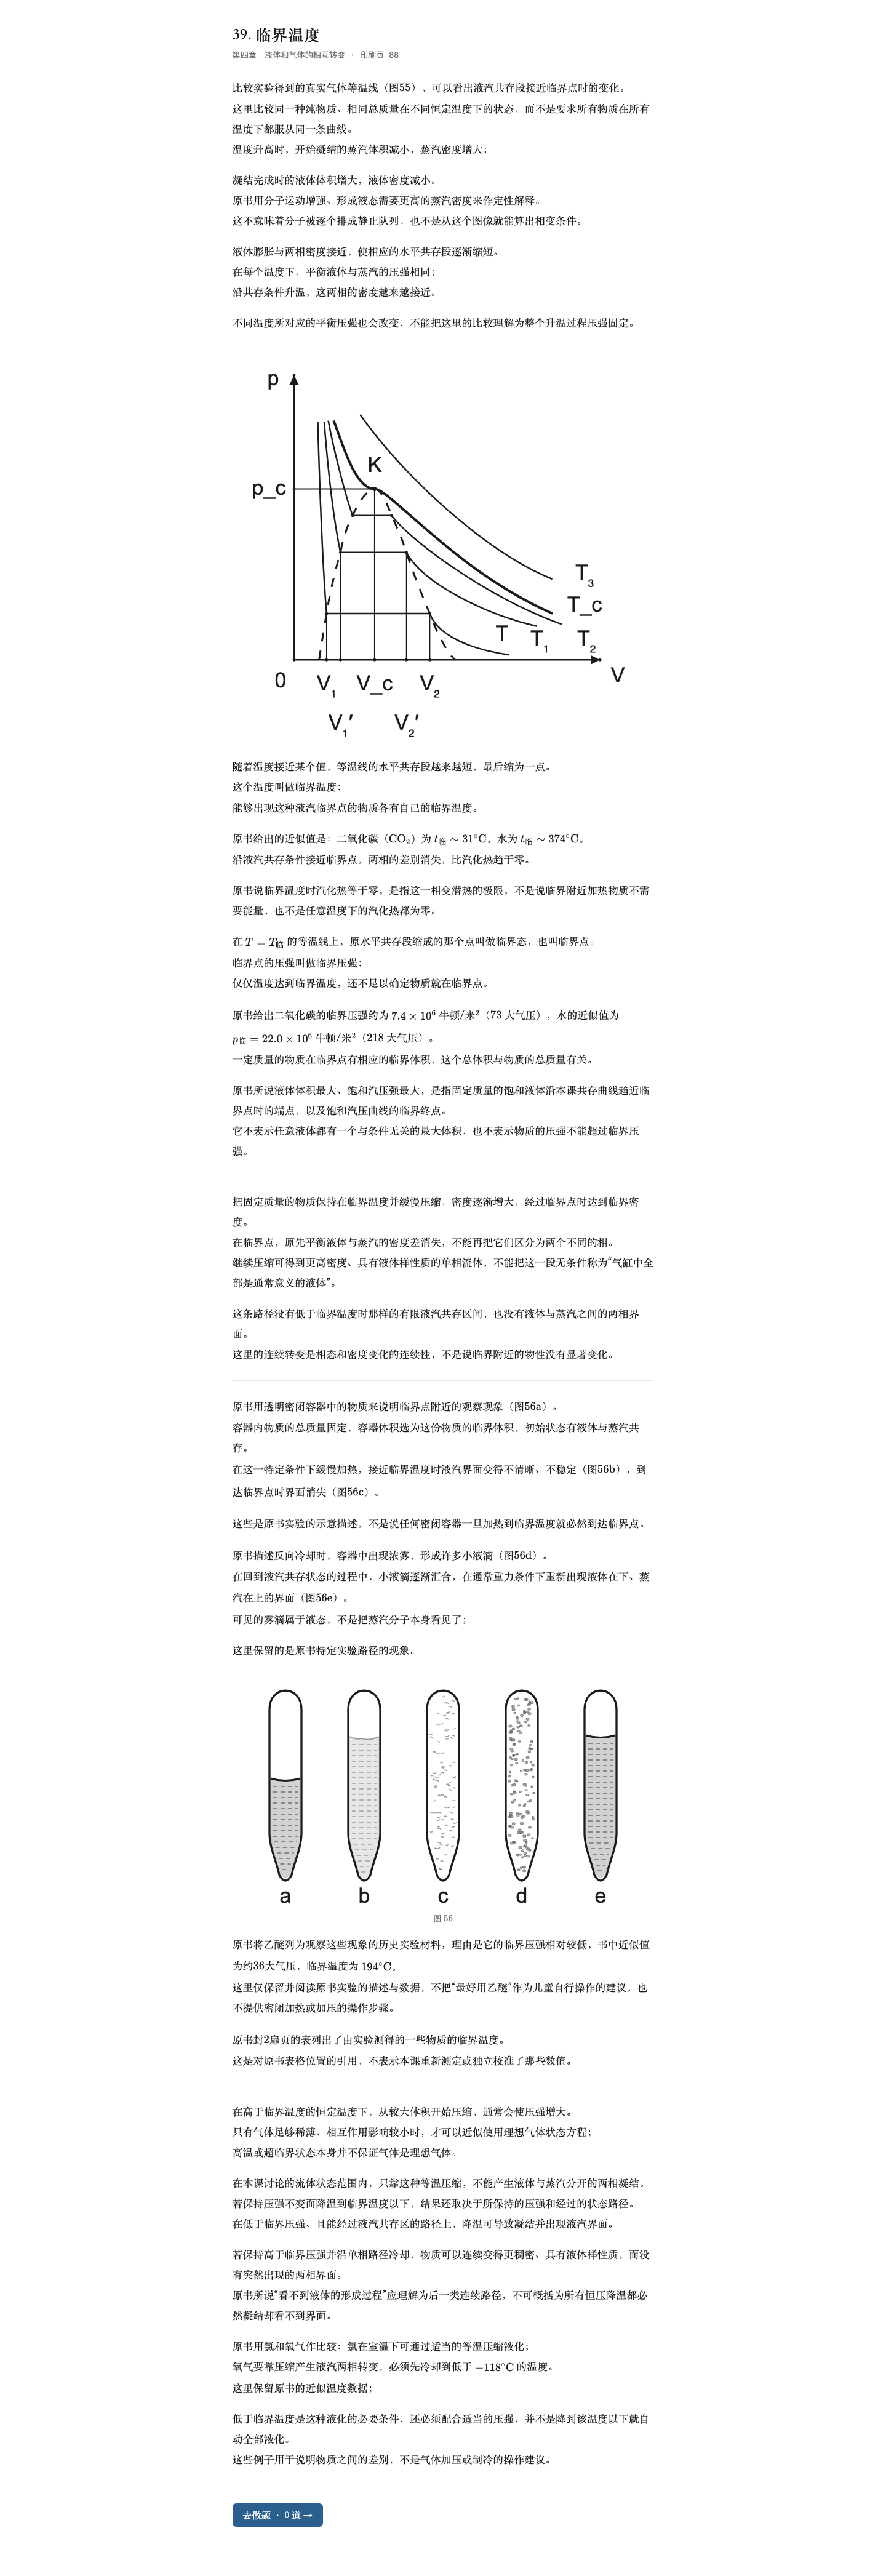 39. 临界温度
第四章　液体和气体的相互转变 · 印刷页 88
比较实验得到的真实气体等温线（图55），可以看出液汽共存段接近临界点时的变化。
这里比较同一种纯物质、相同总质量在不同恒定温度下的状态，而不是要求所有物质在所有
温度下都服从同一条曲线。
温度升高时，开始凝结的蒸汽体积减小，蒸汽密度增大；
凝结完成时的液体体积增大，液体密度减小。
原书用分子运动增强、形成液态需要更高的蒸汽密度来作定性解释。
这不意味着分子被逐个排成静止队列，也不是从这个图像就能算出相变条件。
液体膨胀与两相密度接近，使相应的水平共存段逐渐缩短。
在每个温度下，平衡液体与蒸汽的压强相同；
沿共存条件升温，这两相的密度越来越接近。
不同温度所对应的平衡压强也会改变，不能把这里的比较理解为整个升温过程压强固定。
p
K
p_c
T₃
T_c
T T₁ T₂
0 V₁ V_c V₂ V
V₁′ V₂′
随着温度接近某个值，等温线的水平共存段越来越短，最后缩为一点。
这个温度叫做临界温度；
能够出现这种液汽临界点的物质各有自己的临界温度。
原书给出的近似值是：二氧化碳（CO₂）为 t临 ∼ 31°C，水为 t临 ∼ 374°C。
沿液汽共存条件接近临界点，两相的差别消失，比汽化热趋于零。
原书说临界温度时汽化热等于零，是指这一相变潜热的极限，不是说临界附近加热物质不需
要能量，也不是任意温度下的汽化热都为零。
在 T = T临 的等温线上，原水平共存段缩成的那个点叫做临界态，也叫临界点。
临界点的压强叫做临界压强；
仅仅温度达到临界温度，还不足以确定物质就在临界点。
原书给出二氧化碳的临界压强约为 7.4 × 10⁶ 牛顿/米²（73 大气压），水的近似值为
p临 = 22.0 × 10⁶ 牛顿/米²（218 大气压）。
一定质量的物质在临界点有相应的临界体积，这个总体积与物质的总质量有关。
原书所说液体体积最大、饱和汽压强最大，是指固定质量的饱和液体沿本课共存曲线趋近临
界点时的端点，以及饱和汽压曲线的临界终点。
它不表示任意液体都有一个与条件无关的最大体积，也不表示物质的压强不能超过临界压
强。
把固定质量的物质保持在临界温度并缓慢压缩，密度逐渐增大，经过临界点时达到临界密
度。
在临界点，原先平衡液体与蒸汽的密度差消失，不能再把它们区分为两个不同的相。
继续压缩可得到更高密度、具有液体样性质的单相流体，不能把这一段无条件称为“气缸中全
部是通常意义的液体”。
这条路径没有低于临界温度时那样的有限液汽共存区间，也没有液体与蒸汽之间的两相界
面。
这里的连续转变是相态和密度变化的连续性，不是说临界附近的物性没有显著变化。
原书用透明密闭容器中的物质来说明临界点附近的观察现象（图56a）。
容器内物质的总质量固定，容器体积选为这份物质的临界体积，初始状态有液体与蒸汽共
存。
在这一特定条件下缓慢加热，接近临界温度时液汽界面变得不清晰、不稳定（图56b），到
达临界点时界面消失（图56c）。
这些是原书实验的示意描述，不是说任何密闭容器一旦加热到临界温度就必然到达临界点。
原书描述反向冷却时，容器中出现浓雾，形成许多小液滴（图56d）。
在回到液汽共存状态的过程中，小液滴逐渐汇合，在通常重力条件下重新出现液体在下、蒸
汽在上的界面（图56e）。
可见的雾滴属于液态，不是把蒸汽分子本身看见了；
这里保留的是原书特定实验路径的现象。
a b c d e
图 56
原书将乙醚列为观察这些现象的历史实验材料，理由是它的临界压强相对较低，书中近似值
为约36大气压，临界温度为 194°C。
这里仅保留并阅读原书实验的描述与数据，不把“最好用乙醚”作为儿童自行操作的建议，也
不提供密闭加热或加压的操作步骤。
原书封2扉页的表列出了由实验测得的一些物质的临界温度。
这是对原书表格位置的引用，不表示本课重新测定或独立校准了那些数值。
在高于临界温度的恒定温度下，从较大体积开始压缩，通常会使压强增大。
只有气体足够稀薄、相互作用影响较小时，才可以近似使用理想气体状态方程；
高温或超临界状态本身并不保证气体是理想气体。
在本课讨论的流体状态范围内，只靠这种等温压缩，不能产生液体与蒸汽分开的两相凝结。
若保持压强不变而降温到临界温度以下，结果还取决于所保持的压强和经过的状态路径。
在低于临界压强、且能经过液汽共存区的路径上，降温可导致凝结并出现液汽界面。
若保持高于临界压强并沿单相路径冷却，物质可以连续变得更稠密、具有液体样性质，而没
有突然出现的两相界面。
原书所说“看不到液体的形成过程”应理解为后一类连续路径，不可概括为所有恒压降温都必
然凝结却看不到界面。
原书用氯和氧气作比较：氯在室温下可通过适当的等温压缩液化；
氧气要靠压缩产生液汽两相转变，必须先冷却到低于 −118°C 的温度。
这里保留原书的近似温度数据；
低于临界温度是这种液化的必要条件，还必须配合适当的压强，并不是降到该温度以下就自
动全部液化。
这些例子用于说明物质之间的差别，不是气体加压或制冷的操作建议。
去做题 · 0 道 →